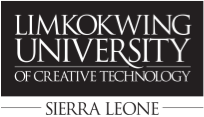 LIMKOKWING
UNIVERSITY
OF CREATIVE TECHNOLOGY
SIERRA LEONE